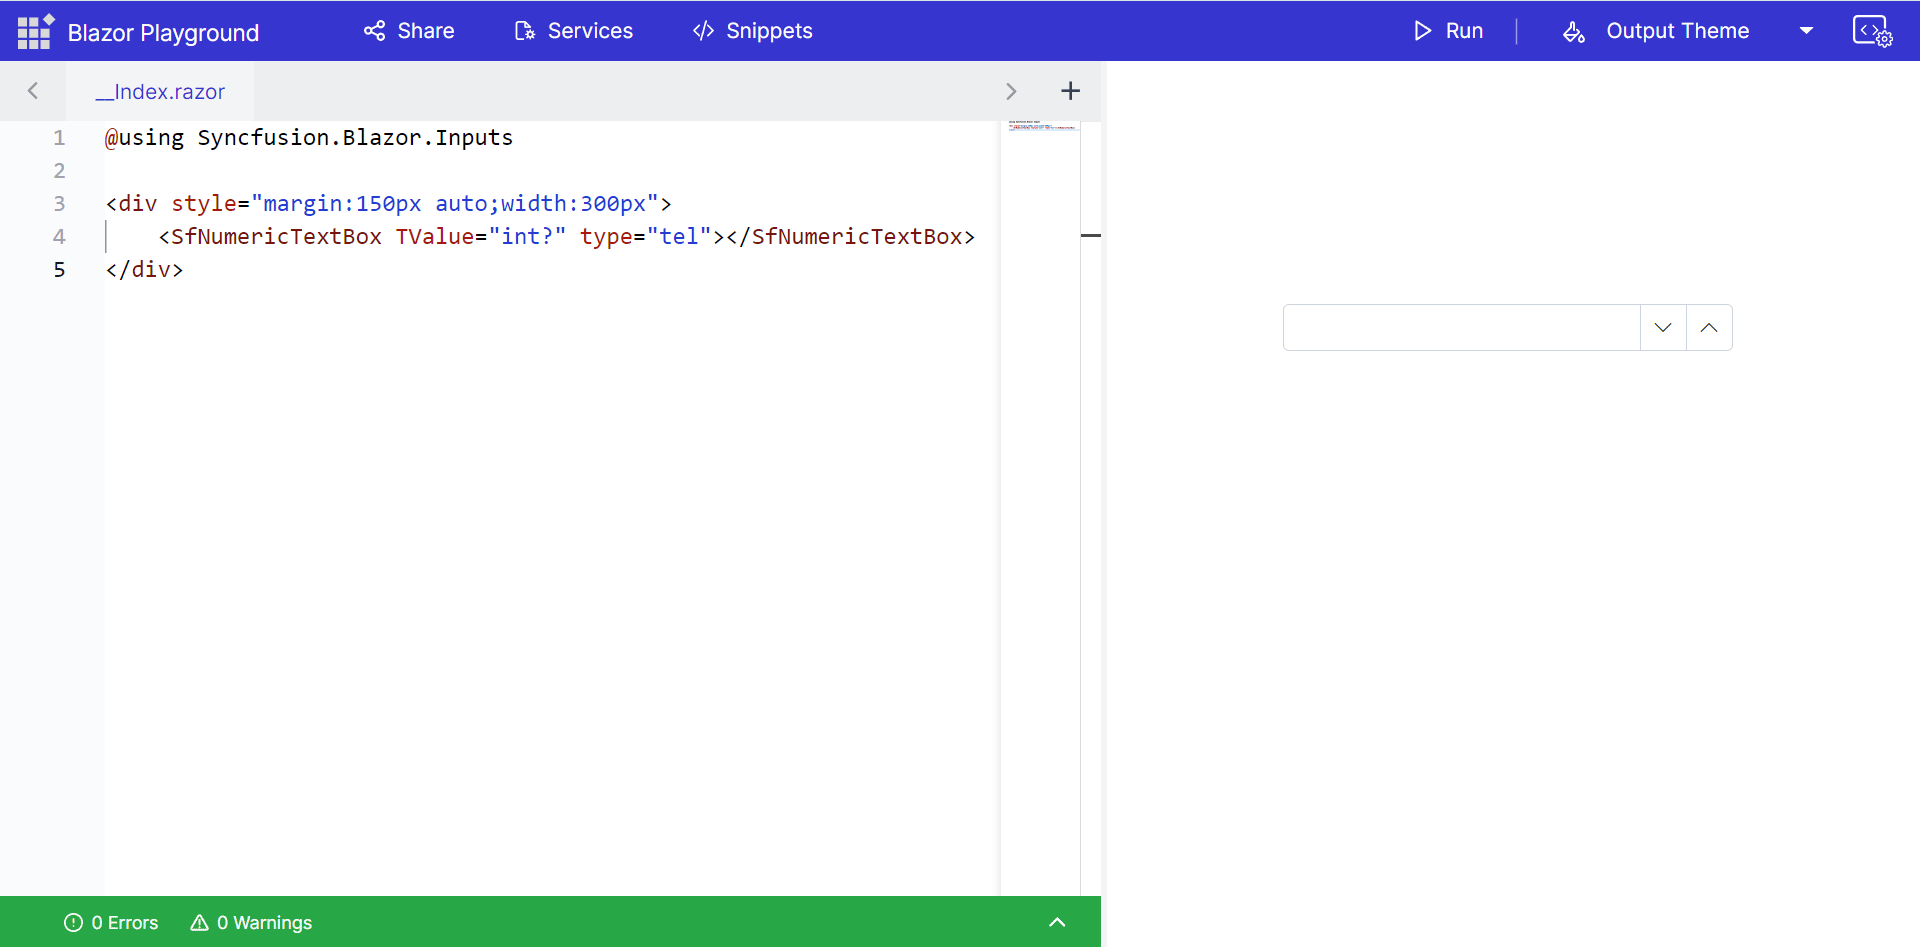 Blazor Playground Share Services Snippets Run Output Theme
__Index.razor
1 @using Syncfusion.Blazor.Inputs
2
3 <div style="margin:150px auto;width:300px">
4 <SfNumericTextBox TValue="int?" type="tel"></SfNumericTextBox>
5 </div>
0 Errors 0 Warnings